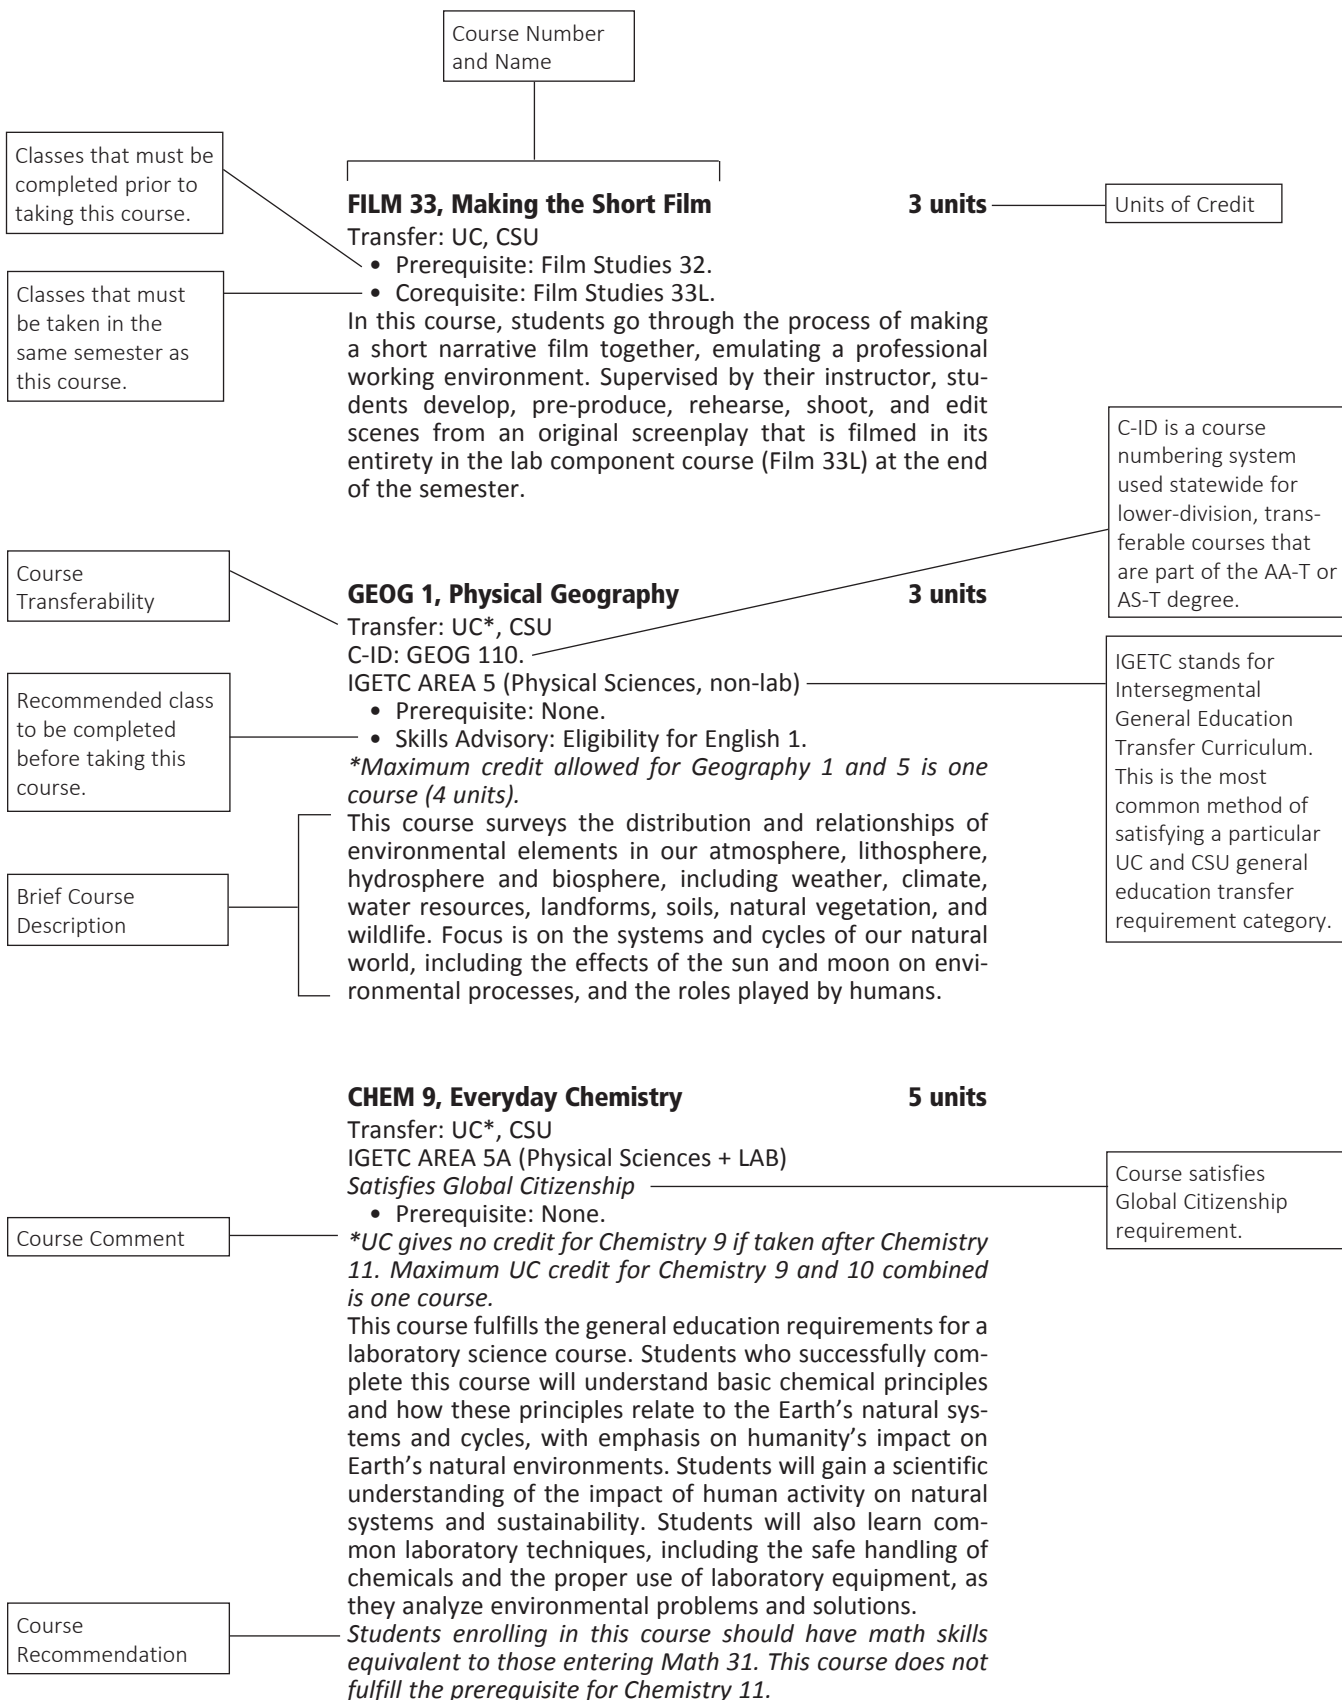 Course Number
and Name
Classes that must be
completed prior to
taking this course.
FILM 33, Making the Short Film 3 units
Units of Credit
Transfer: UC, CSU
• Prerequisite: Film Studies 32.
• Corequisite: Film Studies 33L.
Classes that must
be taken in the
same semester as
this course.
In this course, students go through the process of making
a short narrative film together, emulating a professional
working environment. Supervised by their instructor, stu-
dents develop, pre-produce, rehearse, shoot, and edit
scenes from an original screenplay that is filmed in its
entirety in the lab component course (Film 33L) at the end
of the semester.
C-ID is a course
numbering system
used statewide for
lower-division, trans-
ferable courses that
are part of the AA-T or
AS-T degree.
Course
Transferability
GEOG 1, Physical Geography 3 units
Transfer: UC*, CSU
C-ID: GEOG 110.
IGETC AREA 5 (Physical Sciences, non-lab)
• Prerequisite: None.
• Skills Advisory: Eligibility for English 1.
*Maximum credit allowed for Geography 1 and 5 is one
course (4 units).
Recommended class
to be completed
before taking this
course.
IGETC stands for
Intersegmental
General Education
Transfer Curriculum.
This is the most
common method of
satisfying a particular
UC and CSU general
education transfer
requirement category.
Brief Course
Description
This course surveys the distribution and relationships of
environmental elements in our atmosphere, lithosphere,
hydrosphere and biosphere, including weather, climate,
water resources, landforms, soils, natural vegetation, and
wildlife. Focus is on the systems and cycles of our natural
world, including the effects of the sun and moon on envi-
ronmental processes, and the roles played by humans.
CHEM 9, Everyday Chemistry 5 units
Transfer: UC*, CSU
IGETC AREA 5A (Physical Sciences + LAB)
Satisfies Global Citizenship
• Prerequisite: None.
Course satisfies
Global Citizenship
requirement.
Course Comment
*UC gives no credit for Chemistry 9 if taken after Chemistry
11. Maximum UC credit for Chemistry 9 and 10 combined
is one course.
This course fulfills the general education requirements for a
laboratory science course. Students who successfully com-
plete this course will understand basic chemical principles
and how these principles relate to the Earth’s natural sys-
tems and cycles, with emphasis on humanity’s impact on
Earth’s natural environments. Students will gain a scientific
understanding of the impact of human activity on natural
systems and sustainability. Students will also learn com-
mon laboratory techniques, including the safe handling of
chemicals and the proper use of laboratory equipment, as
they analyze environmental problems and solutions.
Course
Recommendation
Students enrolling in this course should have math skills
equivalent to those entering Math 31. This course does not
fulfill the prerequisite for Chemistry 11.